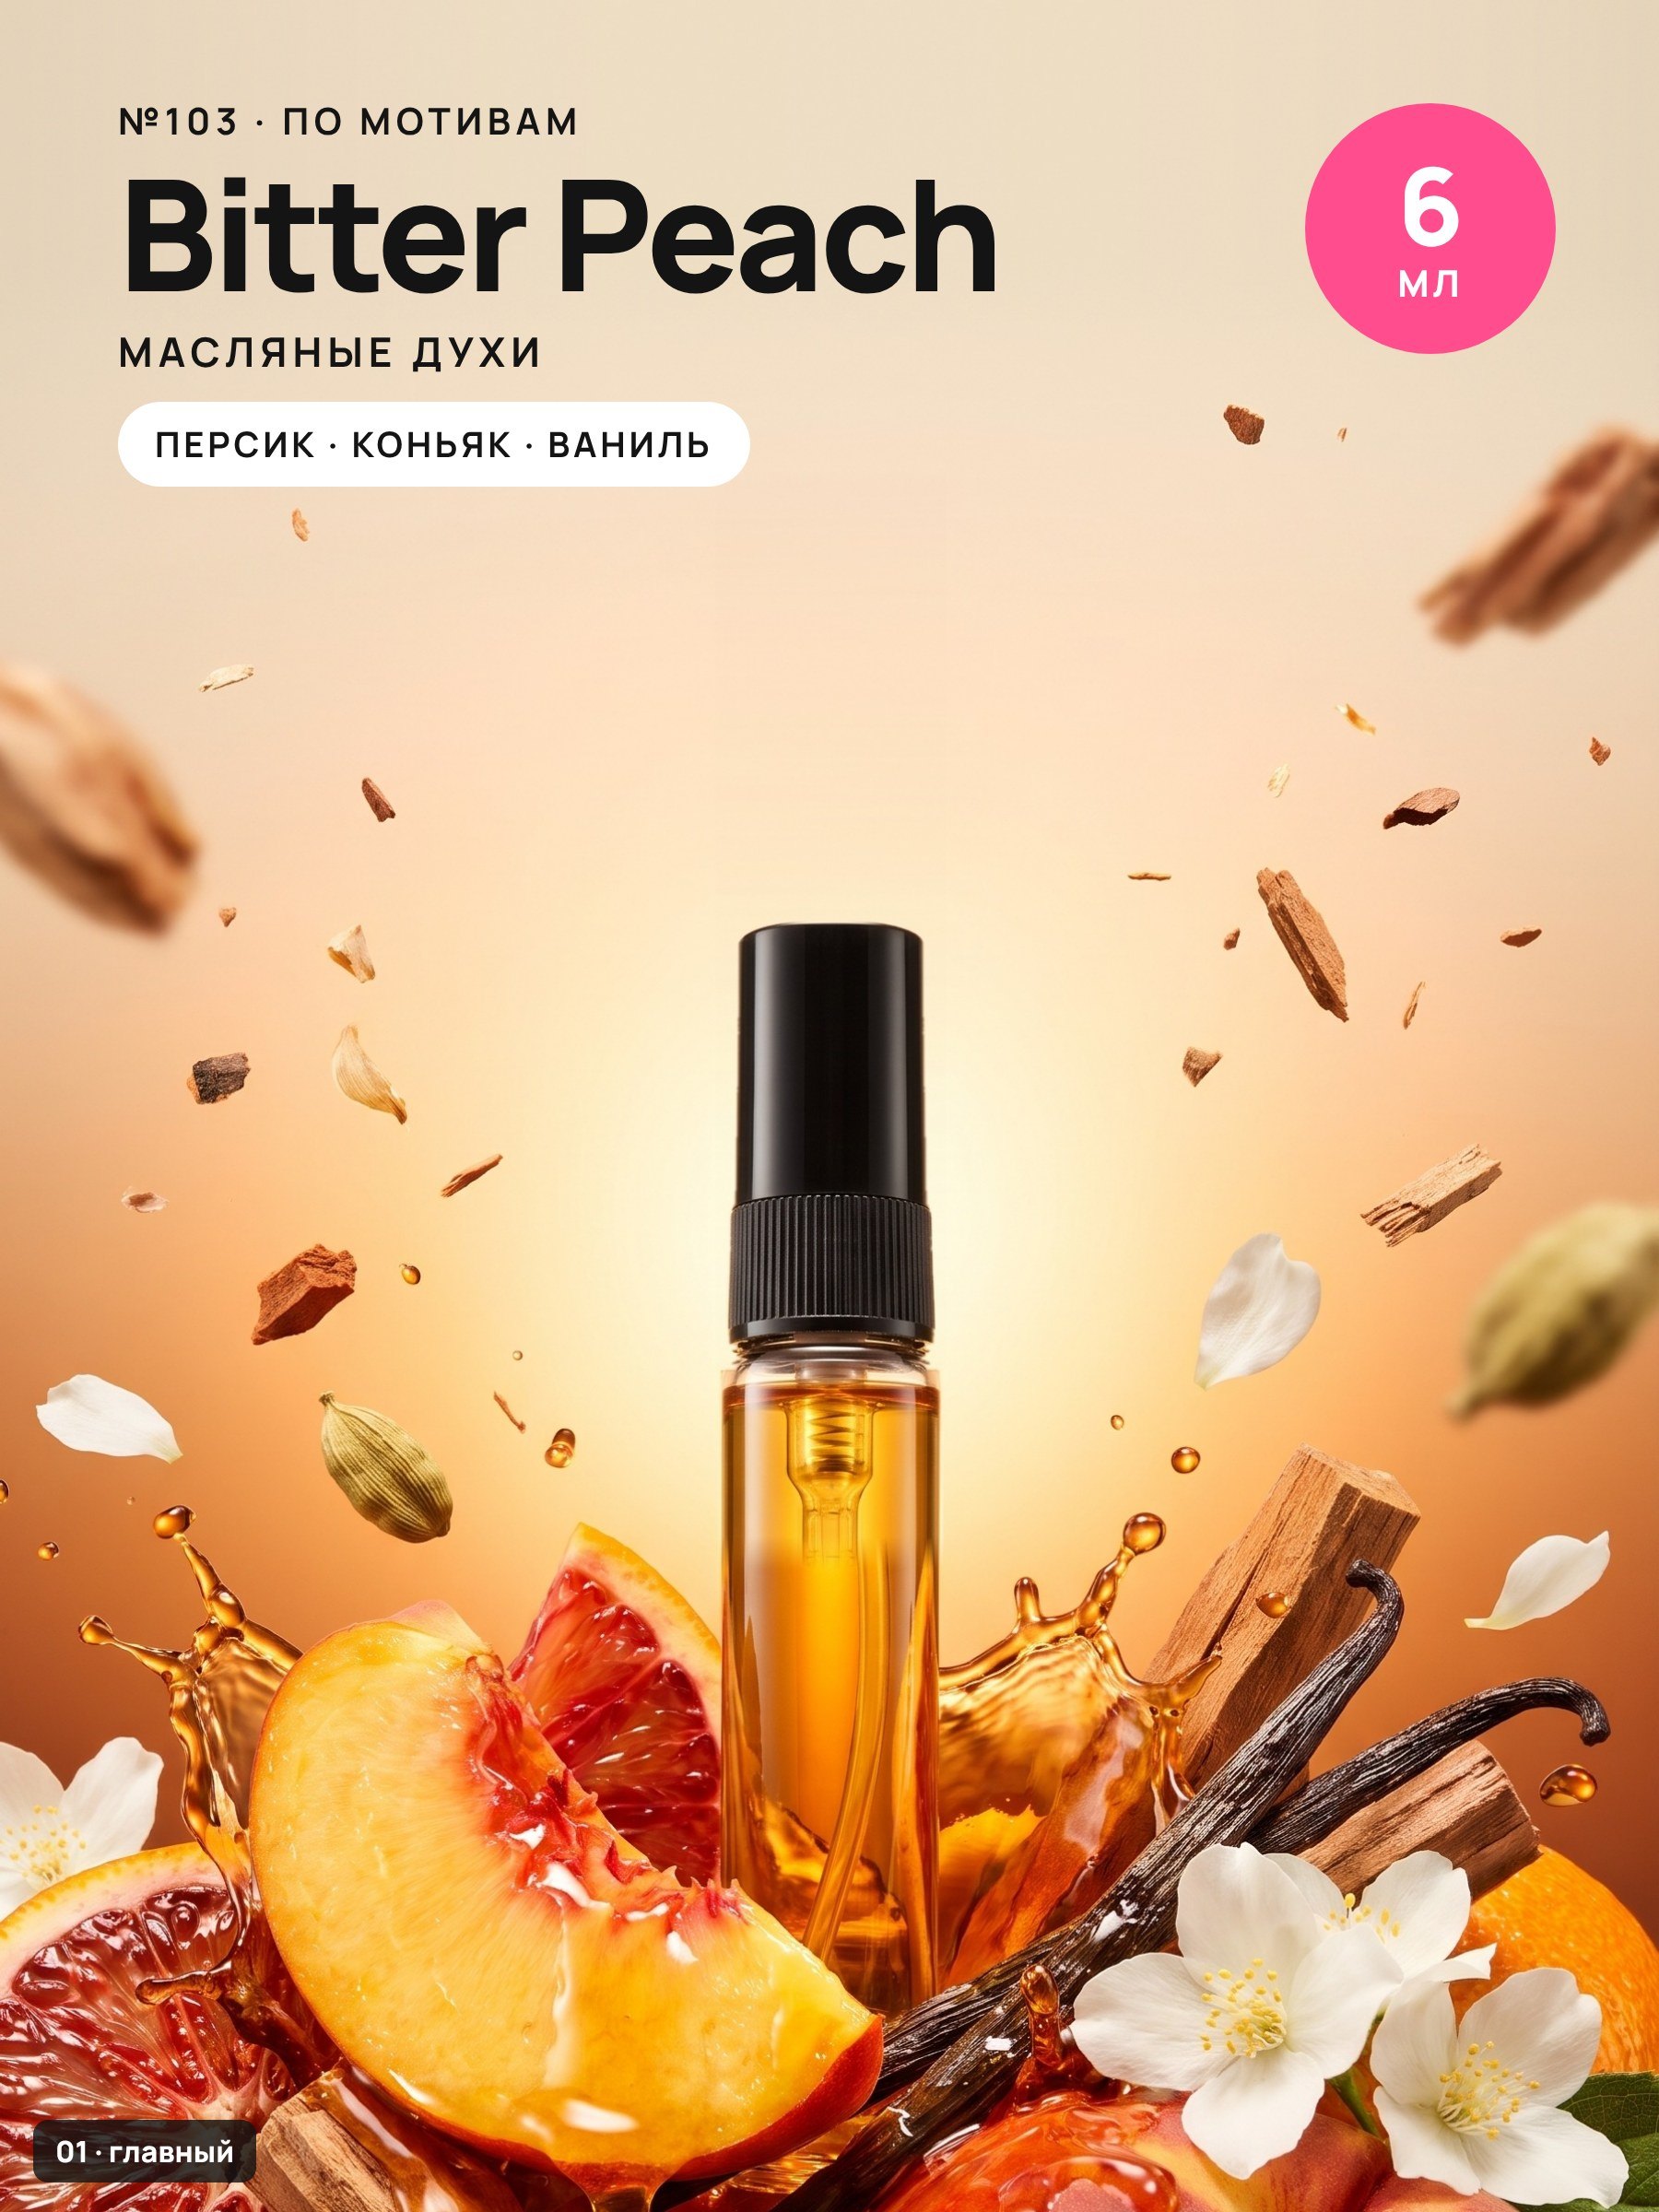 №103 · ПО МОТИВАМ
Bitter Peach
МАСЛЯНЫЕ ДУХИ
ПЕРСИК · КОНЬЯК · ВАНИЛЬ
6
МЛ
01 · главный